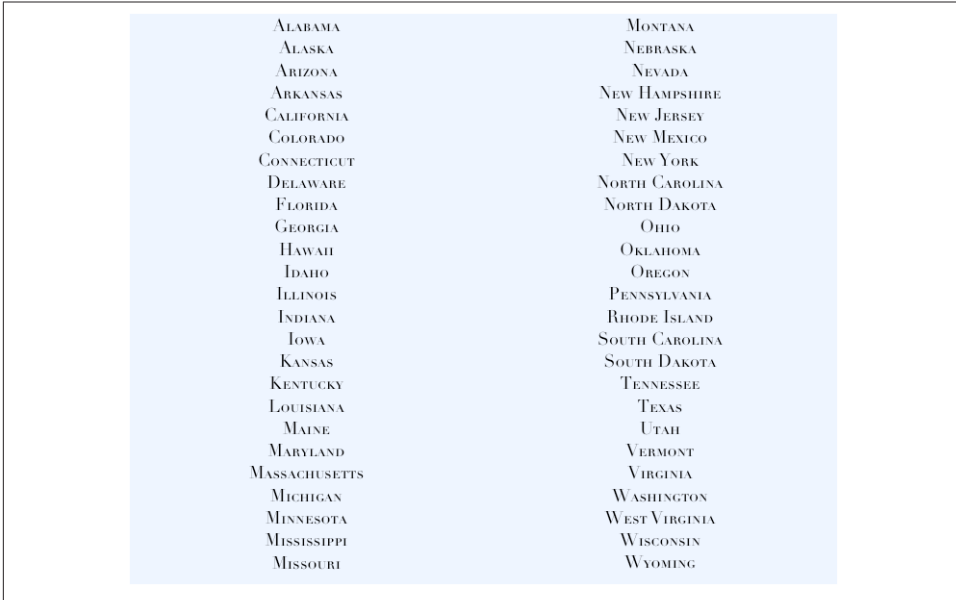 Alabama
Alaska
Arizona
Arkansas
California
Colorado
Connecticut
Delaware
Florida
Georgia
Hawaii
Idaho
Illinois
Indiana
Iowa
Kansas
Kentucky
Louisiana
Maine
Maryland
Massachusetts
Michigan
Minnesota
Mississippi
Missouri
Montana
Nebraska
Nevada
New Hampshire
New Jersey
New Mexico
New York
North Carolina
North Dakota
Ohio
Oklahoma
Oregon
Pennsylvania
Rhode Island
South Carolina
South Dakota
Tennessee
Texas
Utah
Vermont
Virginia
Washington
West Virginia
Wisconsin
Wyoming